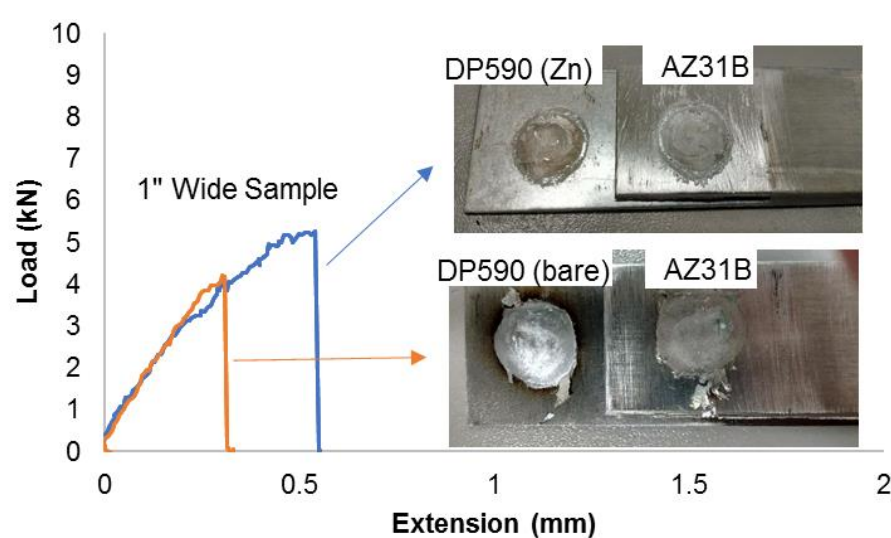 10
9
8
7
6
5
4
3
2
1
0
Load (kN)
1" Wide Sample
DP590 (Zn) AZ31B
DP590 (bare) AZ31B
0 0.5 1 1.5 2
Extension (mm)